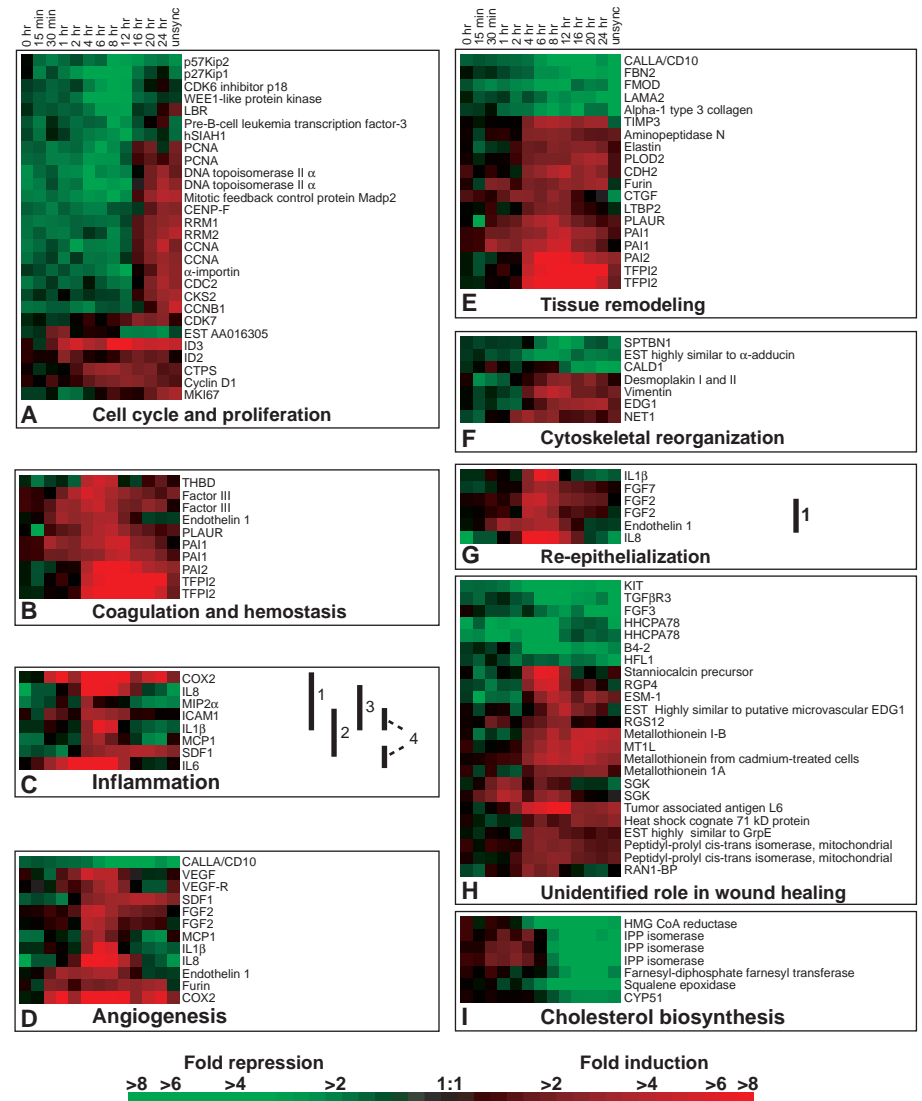 0 hr
15 min
30 min
1 hr
2 hr
4 hr
6 hr
8 hr
12 hr
16 hr
20 hr
24 hr
unsync
p57Kip2
p27Kip1
CDK6 inhibitor p18
WEE1-like protein kinase
LBR
Pre-B-cell leukemia transcription factor-3
hSIAH1
PCNA
PCNA
DNA topoisomerase II α
DNA topoisomerase II α
Mitotic feedback control protein Madp2
CENP-F
RRM1
RRM2
CCNA
CCNA
α-importin
CDC2
CKS2
CCNB1
CDK7
EST AA016305
ID3
ID2
CTPS
Cyclin D1
MKI67
A Cell cycle and proliferation
THBD
Factor III
Factor III
Endothelin 1
PLAUR
PAI1
PAI1
PAI2
TFPI2
TFPI2
B Coagulation and hemostasis
COX2
IL8
MIP2α
ICAM1
IL1β
MCP1
SDF1
IL6
1
2
3
4
C Inflammation
CALLA/CD10
VEGF
VEGF-R
SDF1
FGF2
FGF2
MCP1
IL1β
IL8
Endothelin 1
Furin
COX2
D Angiogenesis
0 hr
15 min
30 min
1 hr
2 hr
4 hr
6 hr
8 hr
12 hr
16 hr
20 hr
24 hr
unsync
CALLA/CD10
FBN2
FMOD
LAMA2
Alpha-1 type 3 collagen
TIMP3
Aminopeptidase N
Elastin
PLOD2
CDH2
Furin
CTGF
LTBP2
PLAUR
PAI1
PAI1
PAI2
TFPI2
TFPI2
E Tissue remodeling
SPTBN1
EST highly similar to α-adducin
CALD1
Desmoplakin I and II
Vimentin
EDG1
NET1
F Cytoskeletal reorganization
IL1β
FGF7
FGF2
FGF2
Endothelin 1
IL8
1
G Re-epithelialization
KIT
TGFβR3
FGF3
HHCPA78
HHCPA78
B4-2
HFL1
Stanniocalcin precursor
RGP4
ESM-1
EST Highly similar to putative microvascular EDG1
RGS12
Metallothionein I-B
MT1L
Metallothionein from cadmium-treated cells
Metallothionein 1A
SGK
SGK
Tumor associated antigen L6
Heat shock cognate 71 kD protein
EST highly similar to GrpE
Peptidyl-prolyl cis-trans isomerase, mitochondrial
Peptidyl-prolyl cis-trans isomerase, mitochondrial
RAN1-BP
H Unidentified role in wound healing
HMG CoA reductase
IPP isomerase
IPP isomerase
IPP isomerase
Farnesyl-diphosphate farnesyl transferase
Squalene epoxidase
CYP51
I Cholesterol biosynthesis
Fold repression Fold induction
>8 >6 >4 >2 1:1 >2 >4 >6 >8